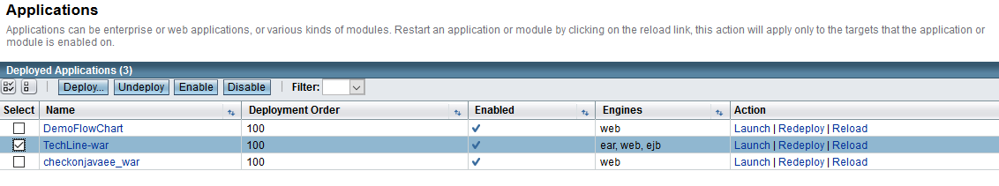 Applications
Applications can be enterprise or web applications, or various kinds of modules. Restart an application or module by clicking on the reload link, this action will apply only to the targets that the application or
module is enabled on.
Deployed Applications (3)
Deploy... Undeploy Enable Disable Filter:
Select Name Deployment Order Enabled Engines Action
DemoFlowChart 100 web Launch | Redeploy | Reload
TechLine-war 100 ear, web, ejb Launch | Redeploy | Reload
checkonjavaee_war 100 web Launch | Redeploy | Reload